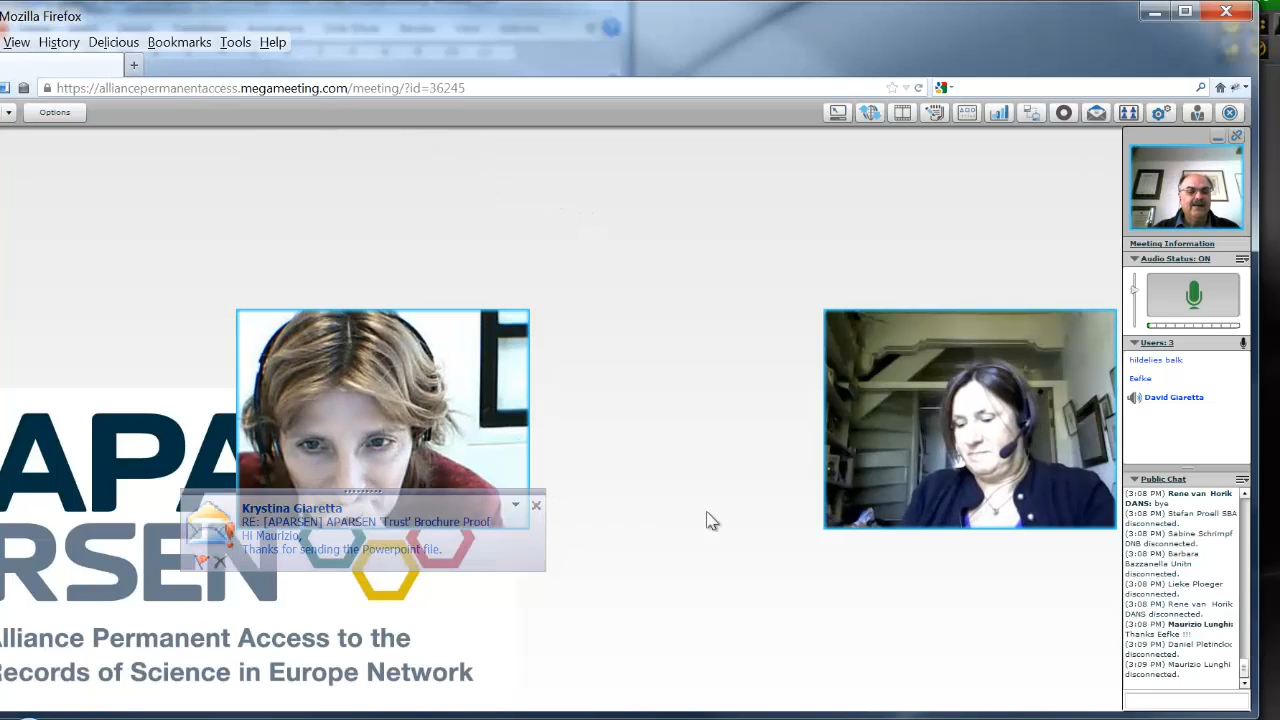 Mozilla Firefox
View History Delicious Bookmarks Tools Help
https://alliancepermanentaccess.megameeting.com/meeting/?id=36245
Options
Meeting Information
Audio Status: ON
Users: 3
hildelies balk
Eefke
David Giaretta
Public Chat
(3:08 PM) Rene van Horik
DANS: bye
(3:08 PM) Stefan Proell SBA
disconnected.
(3:08 PM) Sabine Schrimpf
DNB disconnected.
(3:08 PM) Barbara
Bazzanella Unitn
disconnected.
(3:08 PM) Lieke Ploeger
disconnected.
(3:08 PM) Rene van Horik
DANS disconnected.
(3:08 PM) Maurizio Lunghi:
Thanks Eefke !!!
(3:09 PM) Daniel Pletinckx
disconnected.
(3:09 PM) Maurizio Lunghi
disconnected.
Krystina Giaretta
RE: [APARSEN] APARSEN 'Trust' Brochure Proof
Hi Maurizio,
Thanks for sending the Powerpoint file.
APA
RSEN
Alliance Permanent Access to the
Records of Science in Europe Network